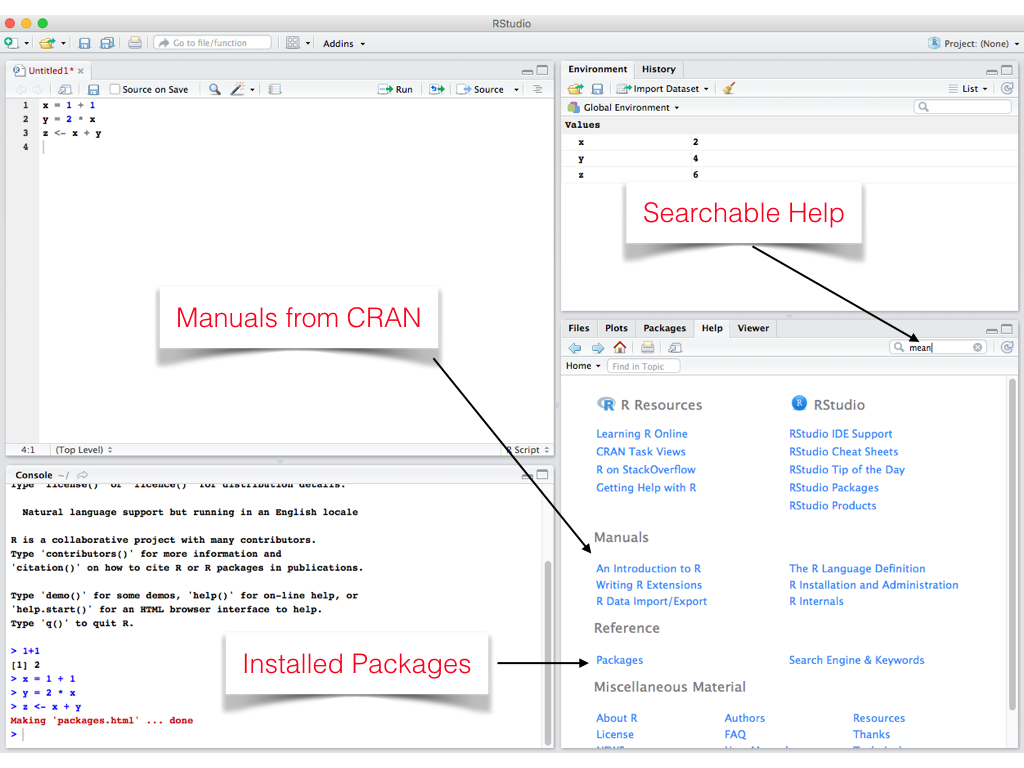 RStudio
Go to file/function
Addins
Project: (None)
Untitled1*
Source on Save
Run
Source
1 x = 1 + 1
2 y = 2 * x
3 z <- x + y
4
4:1 (Top Level)
R Script
Environment History
Import Dataset
List
Global Environment
Values
x 2
y 4
z 6
Searchable Help
Manuals from CRAN
Console ~/
Type 'license()' or 'licence()' for distribution details.
Natural language support but running in an English locale
R is a collaborative project with many contributors.
Type 'contributors()' for more information and
'citation()' on how to cite R or R packages in publications.
Type 'demo()' for some demos, 'help()' for on-line help, or
'help.start()' for an HTML browser interface to help.
Type 'q()' to quit R.
> 1+1
[1] 2
> x = 1 + 1
> y = 2 * x
> z <- x + y
Making 'packages.html' ... done
>
Installed Packages
Files Plots Packages Help Viewer
mean
Home Find in Topic
R Resources
Learning R Online
CRAN Task Views
R on StackOverflow
Getting Help with R
RStudio
RStudio IDE Support
RStudio Cheat Sheets
RStudio Tip of the Day
RStudio Packages
RStudio Products
Manuals
An Introduction to R The R Language Definition
Writing R Extensions R Installation and Administration
R Data Import/Export R Internals
Reference
Packages Search Engine & Keywords
Miscellaneous Material
About R Authors Resources
License FAQ Thanks